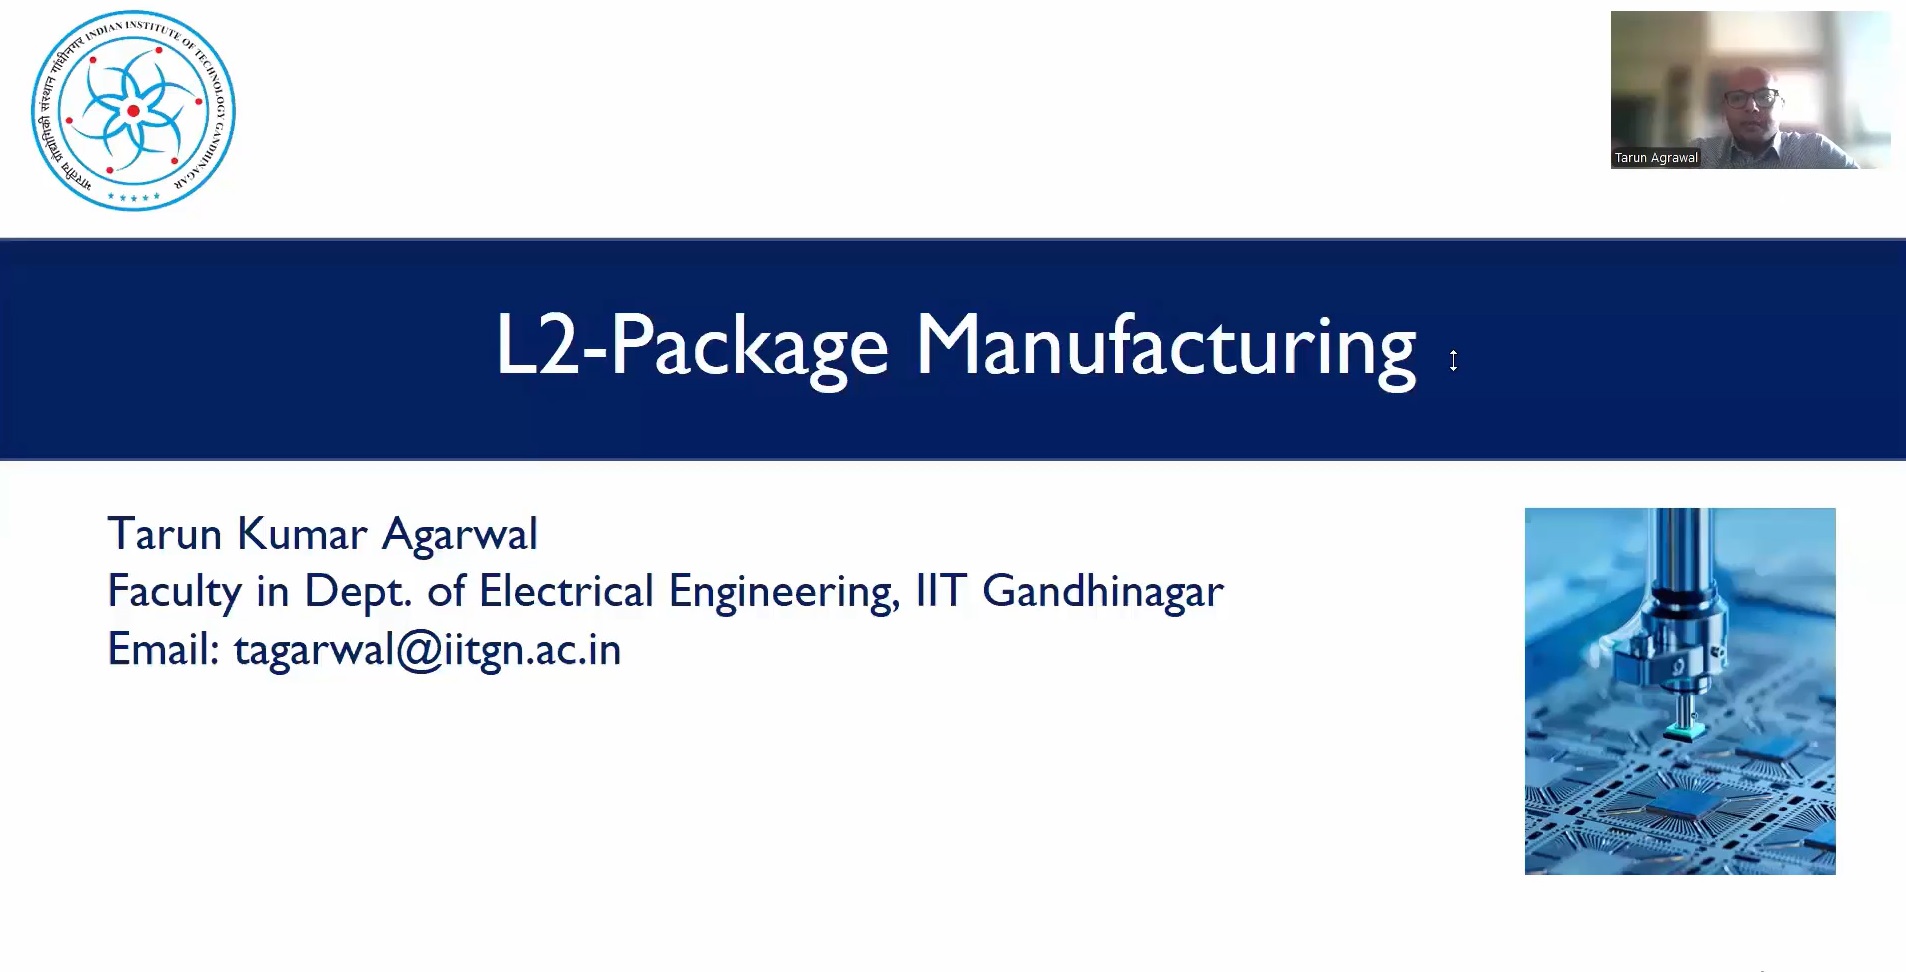 भारतीय प्रौद्योगिकी संस्थान गांधीनगर
INDIAN INSTITUTE OF TECHNOLOGY GANDHINAGAR
Tarun Agrawal
L2-Package Manufacturing
Tarun Kumar Agarwal
Faculty in Dept. of Electrical Engineering, IIT Gandhinagar
Email: tagarwal@iitgn.ac.in